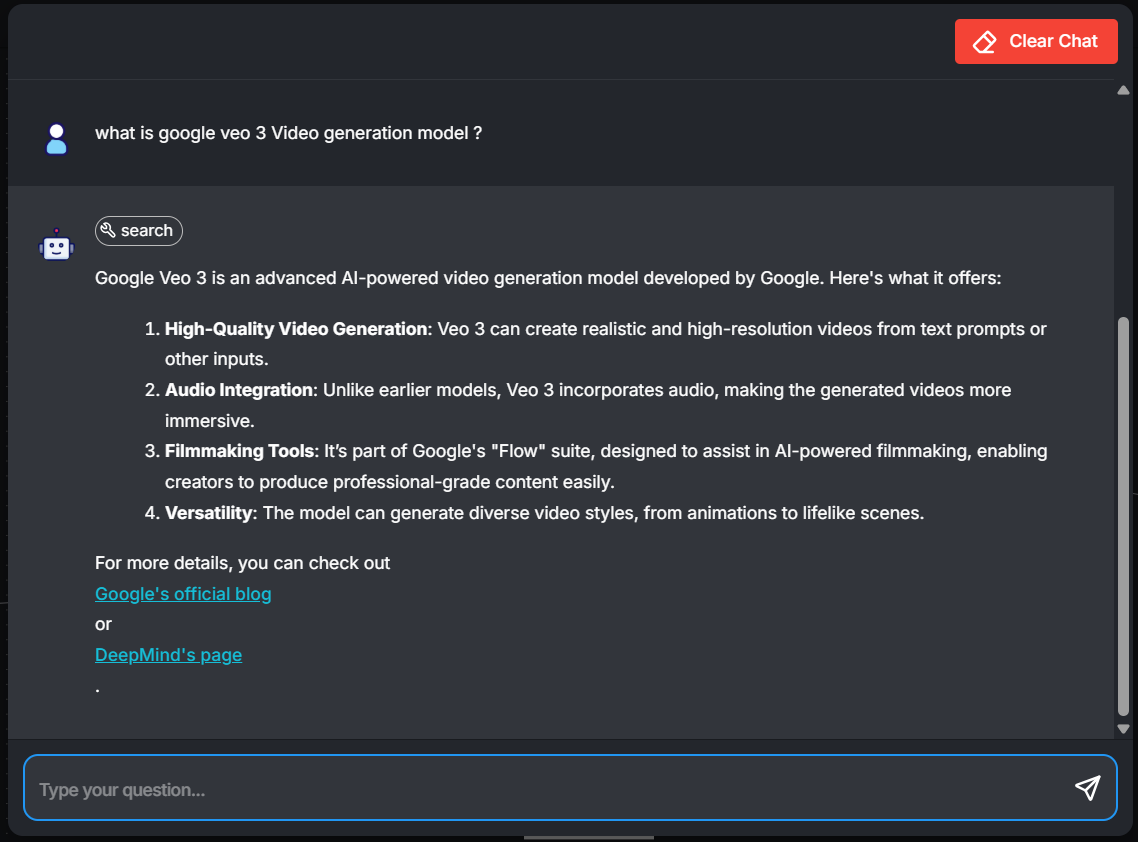 Clear Chat
what is google veo 3 Video generation model ?
search
Google Veo 3 is an advanced AI-powered video generation model developed by Google. Here's what it offers:
1. High-Quality Video Generation: Veo 3 can create realistic and high-resolution videos from text prompts or
other inputs.
2. Audio Integration: Unlike earlier models, Veo 3 incorporates audio, making the generated videos more
immersive.
3. Filmmaking Tools: It’s part of Google's "Flow" suite, designed to assist in AI-powered filmmaking, enabling
creators to produce professional-grade content easily.
4. Versatility: The model can generate diverse video styles, from animations to lifelike scenes.
For more details, you can check out
Google's official blog
or
DeepMind's page
.
Type your question...